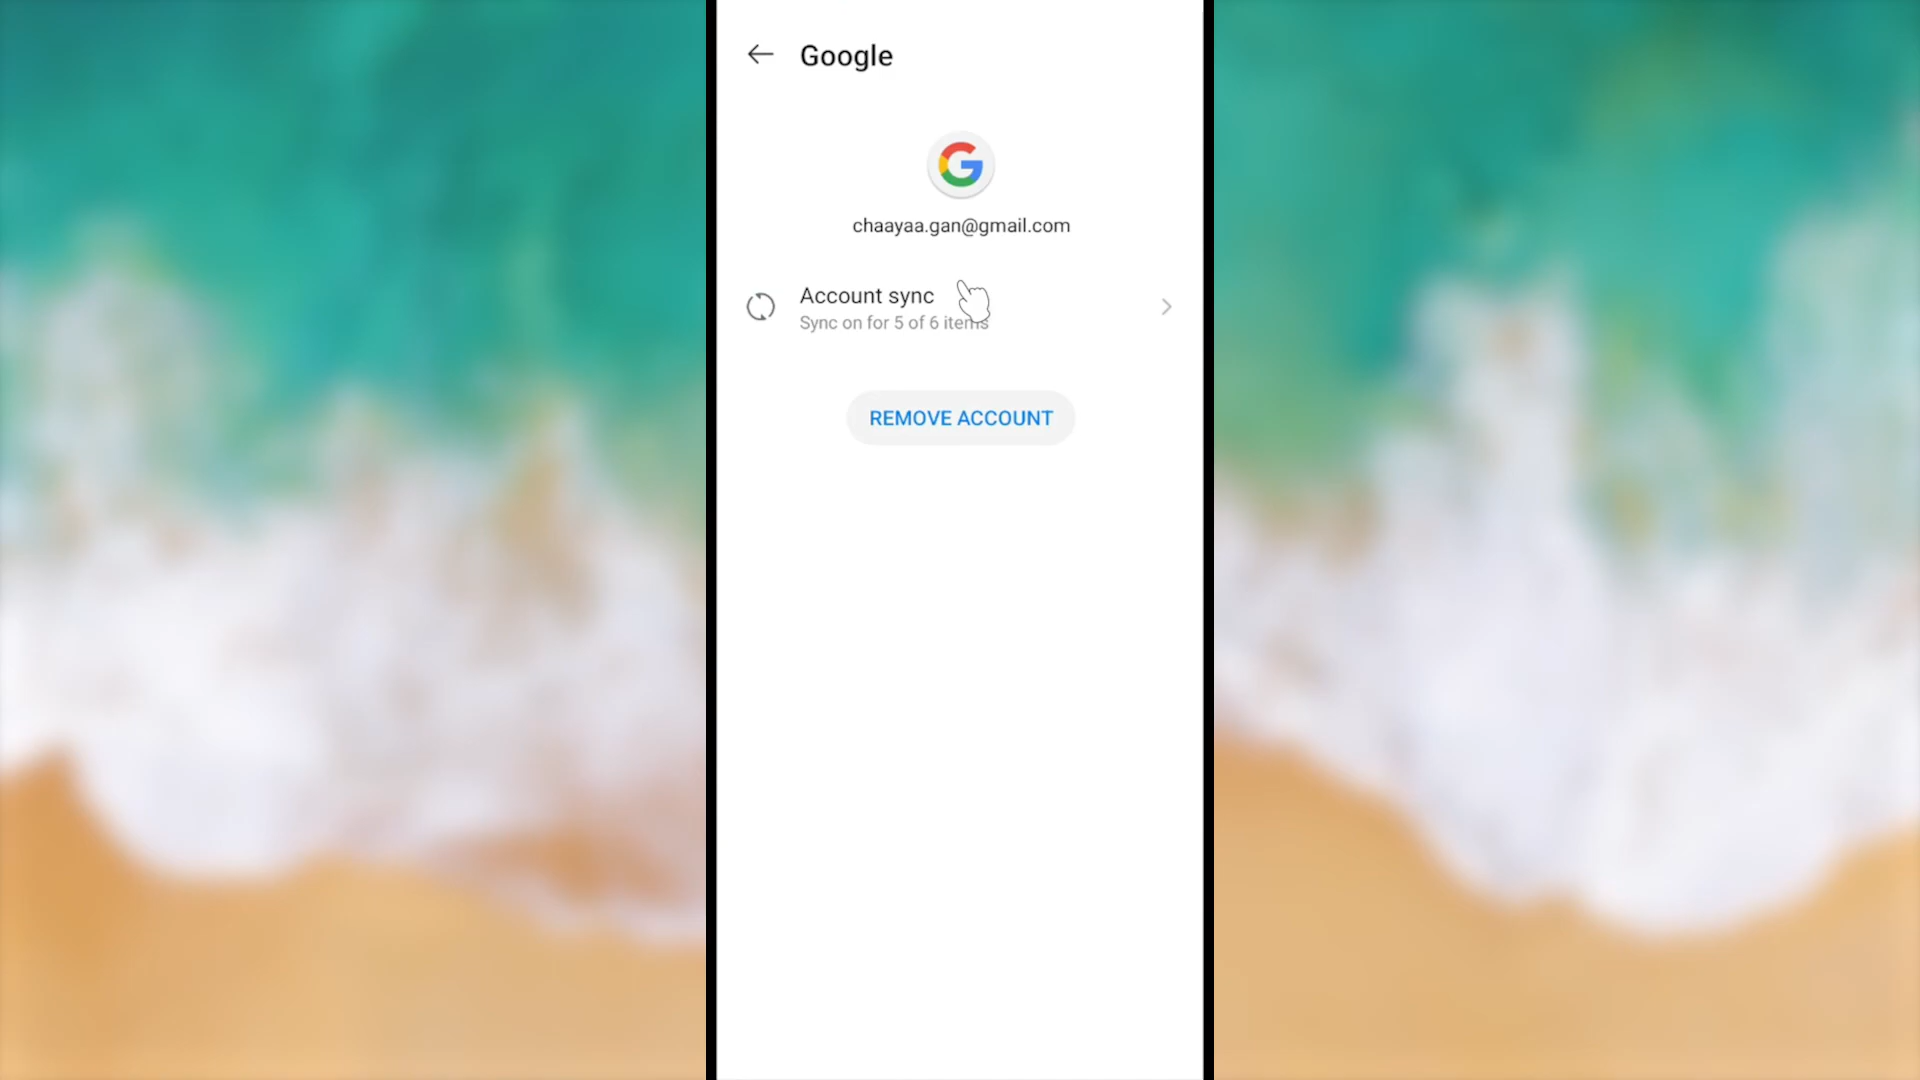 Google
chaayaa.gan@gmail.com
Account sync
Sync on for 5 of 6 items
REMOVE ACCOUNT